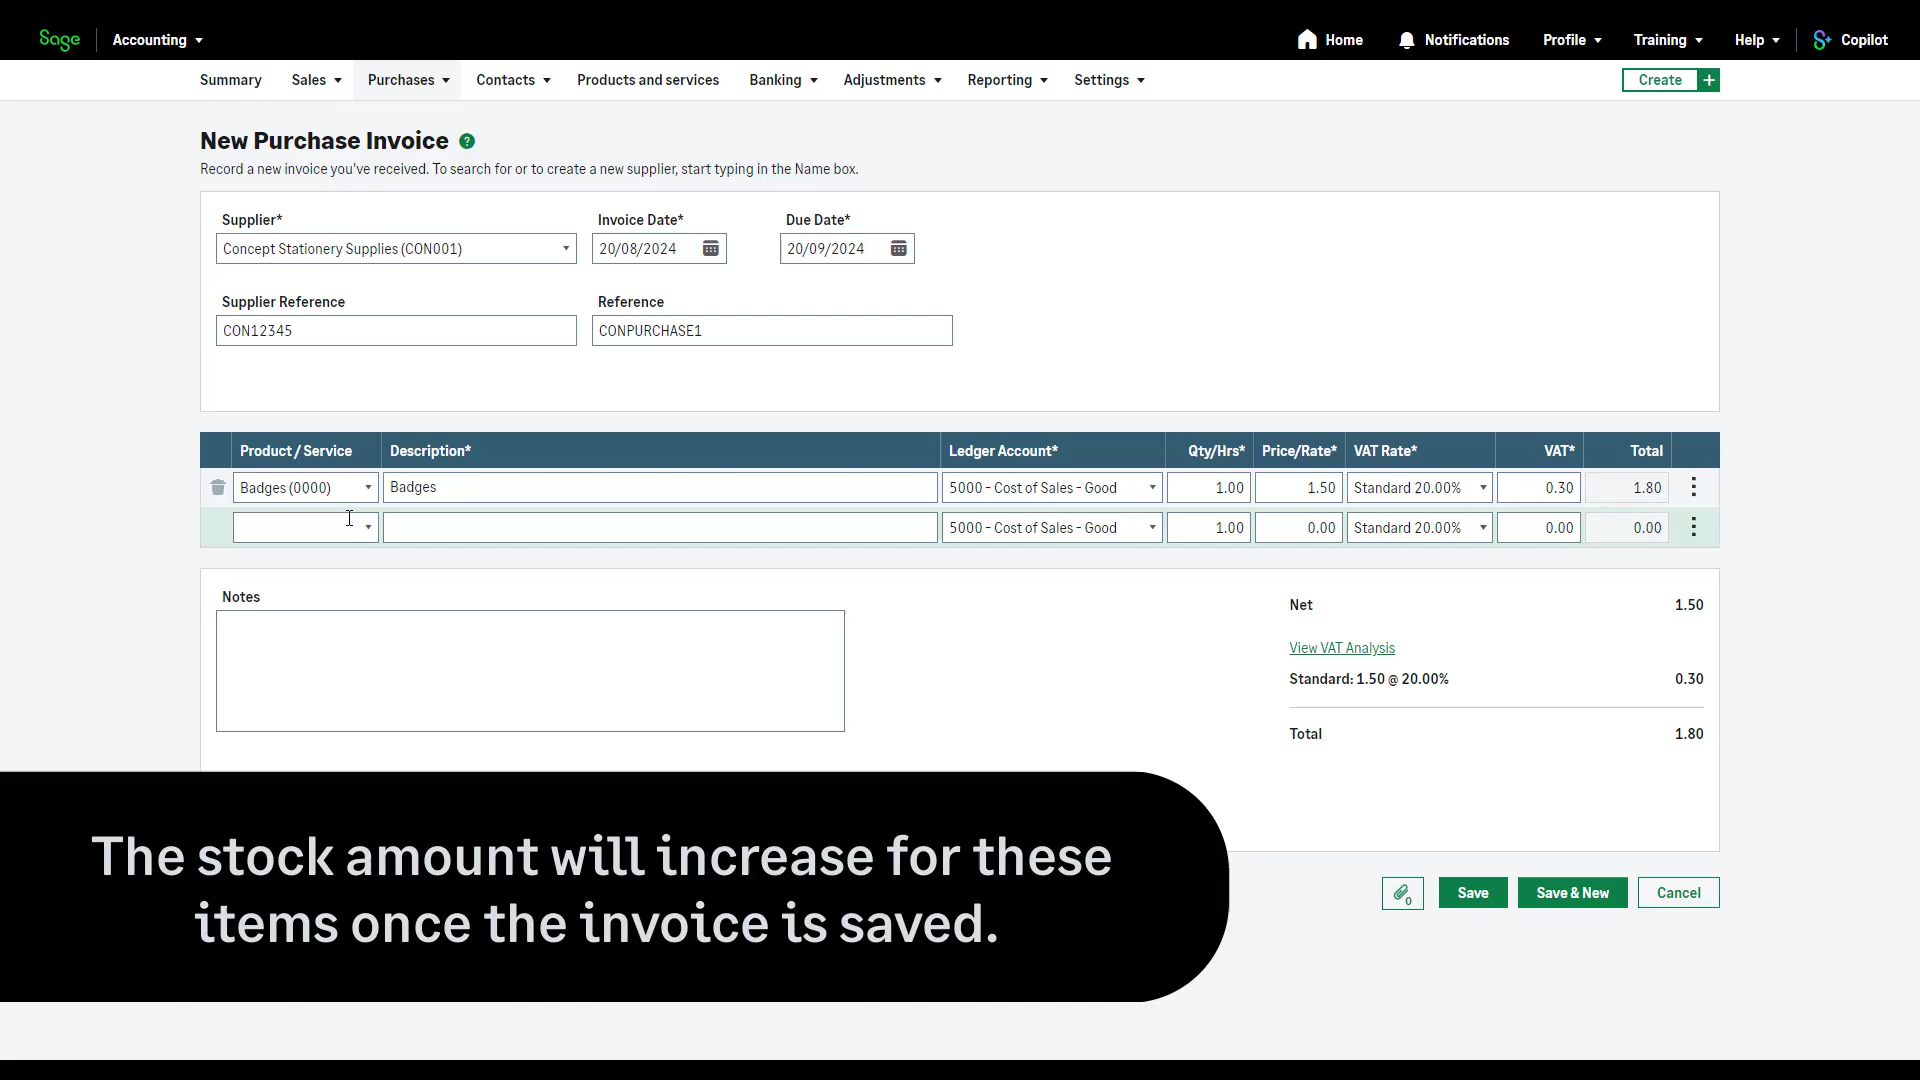 Sage Accounting Home Notifications Profile Training Help Copilot
Summary Sales Purchases Contacts Products and services Banking Adjustments Reporting Settings Create +
New Purchase Invoice ?
Record a new invoice you've received. To search for or to create a new supplier, start typing in the Name box.
Supplier* Invoice Date* Due Date*
Concept Stationery Supplies (CON001) 20/08/2024 20/09/2024
Supplier Reference Reference
CON12345 CONPURCHASE1
Product / Service Description* Ledger Account* Qty/Hrs* Price/Rate* VAT Rate* VAT* Total
Badges (0000) Badges 5000 - Cost of Sales - Good 1.00 1.50 Standard 20.00% 0.30 1.80
5000 - Cost of Sales - Good 1.00 0.00 Standard 20.00% 0.00 0.00
Notes Net 1.50
View VAT Analysis
Standard: 1.50 @ 20.00% 0.30
Total 1.80
The stock amount will increase for these
items once the invoice is saved.
0 Save Save & New Cancel